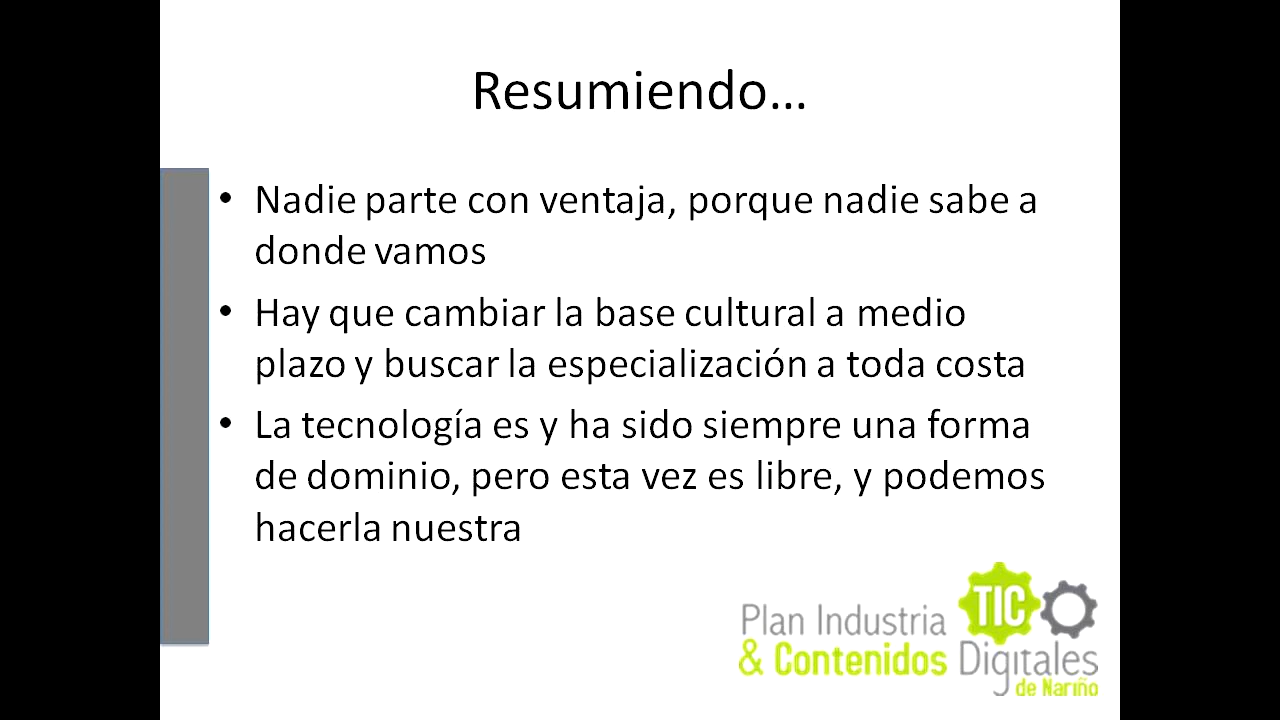 Resumiendo...
• Nadie parte con ventaja, porque nadie sabe a
donde vamos
• Hay que cambiar la base cultural a medio
plazo y buscar la especialización a toda costa
• La tecnología es y ha sido siempre una forma
de dominio, pero esta vez es libre, y podemos
hacerla nuestra
TIC
Plan Industria
& Contenidos Digitales
de Nariño